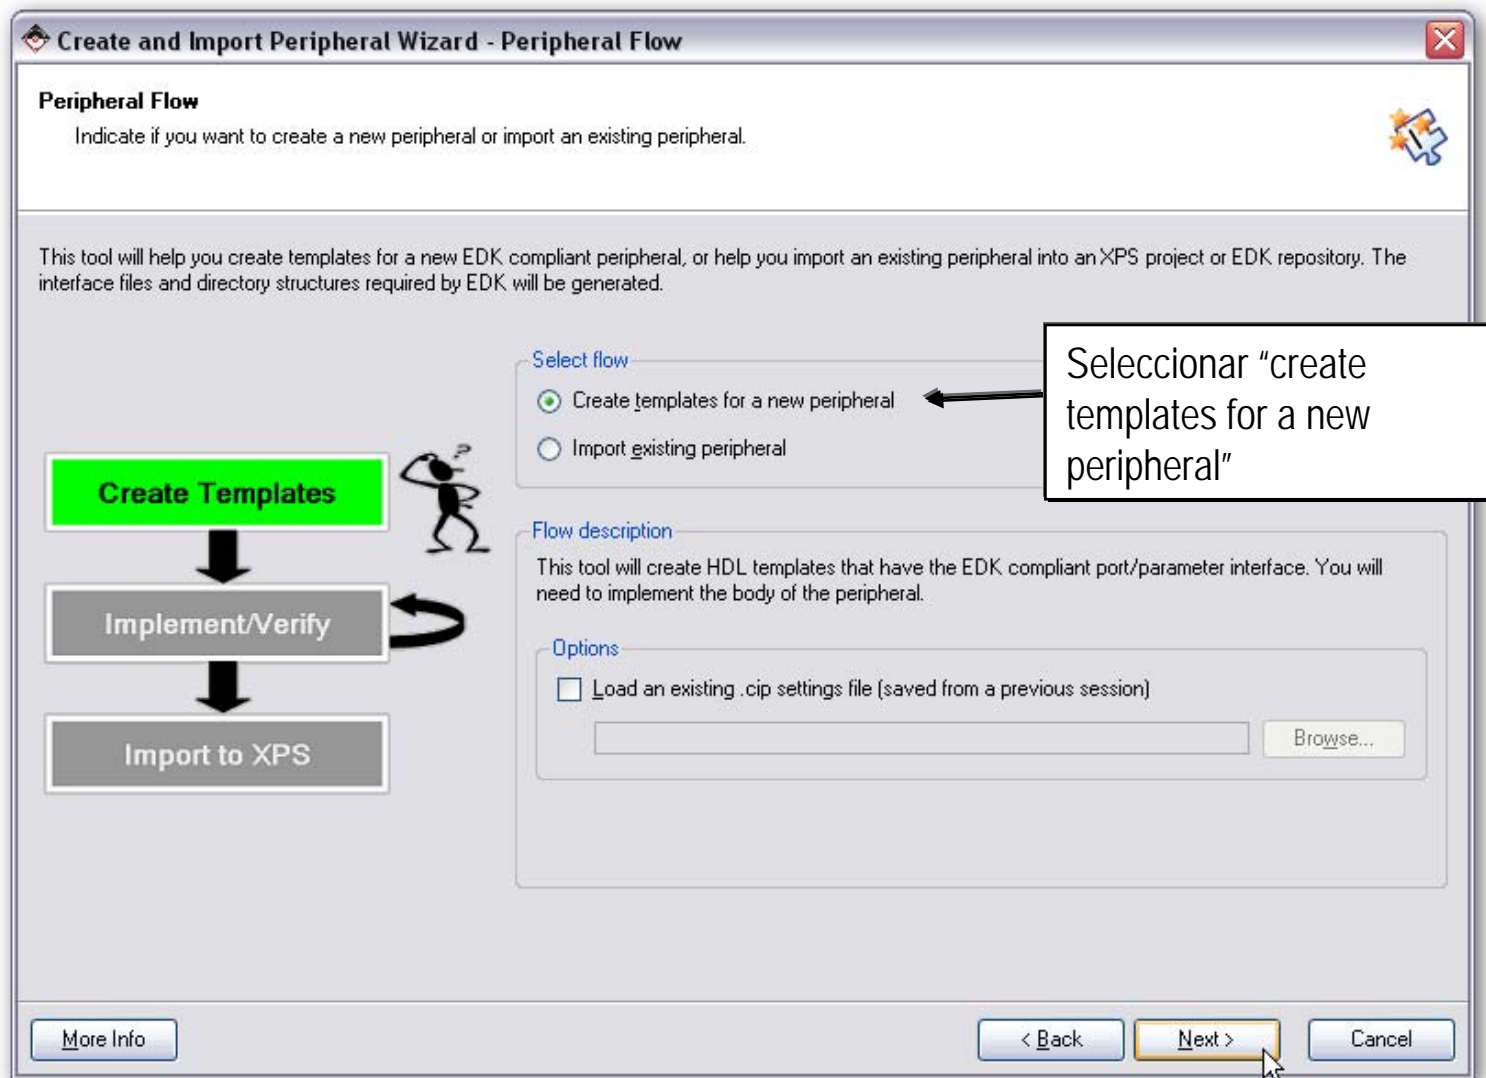 Create and Import Peripheral Wizard - Peripheral Flow
Peripheral Flow
Indicate if you want to create a new peripheral or import an existing peripheral.
This tool will help you create templates for a new EDK compliant peripheral, or help you import an existing peripheral into an XPS project or EDK repository. The
interface files and directory structures required by EDK will be generated.
Select flow
Create templates for a new peripheral
Import existing peripheral
Seleccionar “create
templates for a new
peripheral”
Create Templates
?
Implement/Verify
Import to XPS
Flow description
This tool will create HDL templates that have the EDK compliant port/parameter interface. You will
need to implement the body of the peripheral.
Options
Load an existing .cip settings file (saved from a previous session)
Browse...
More Info
< Back
Next >
Cancel